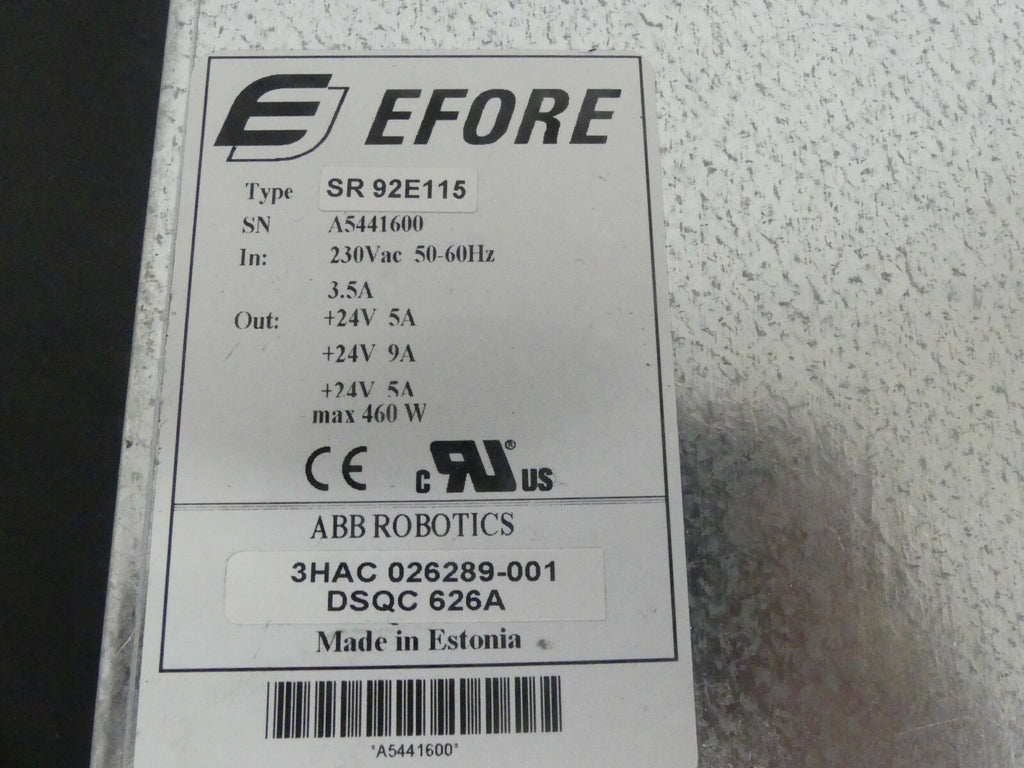 EFORE
Type SR 92E115
SN A5441600
In: 230Vac 50-60Hz
3.5A
Out: +24V 5A
+24V 9A
+24V 5A
max 460 W
CE c RU® US
ABB ROBOTICS
3HAC 026289-001
DSQC 626A
Made in Estonia
*A5441600*